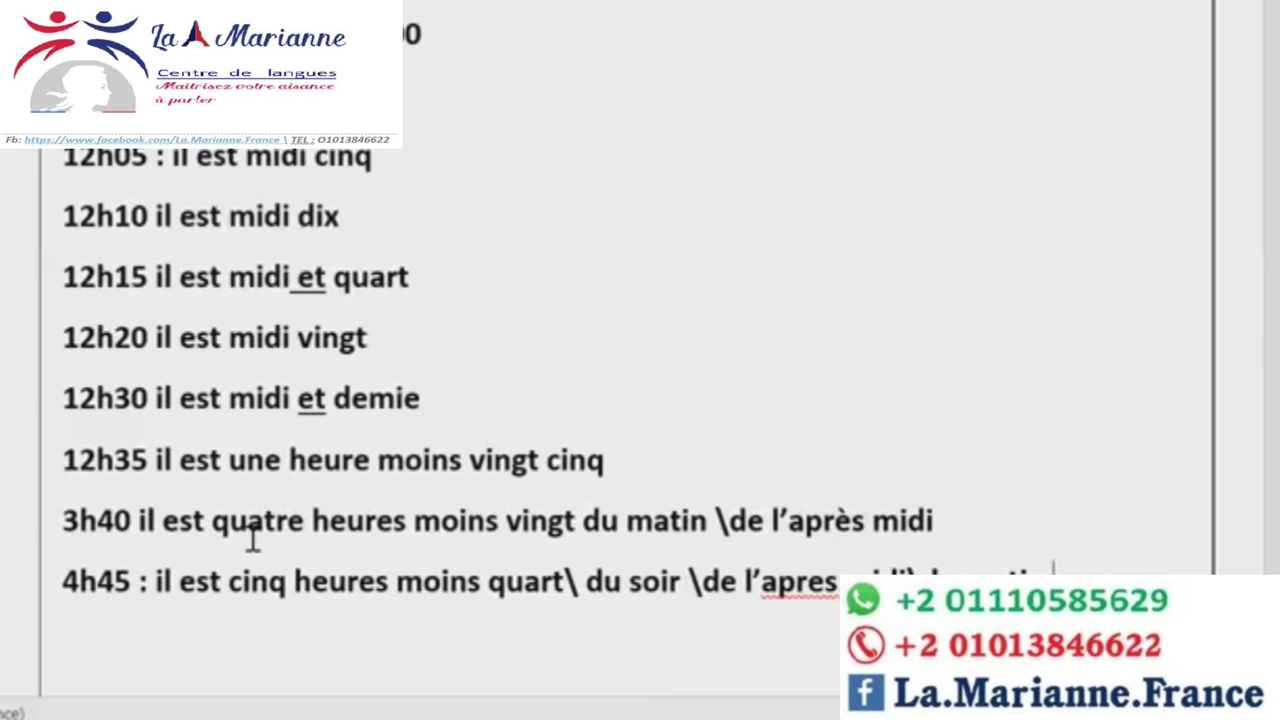 La Marianne
Centre de langues
Maîtrisez votre aisance
à parler
Fb: https://www.facebook.com/La.Marianne.France \ TEL : 01013846622
00
12h05 : il est midi cinq
12h10 il est midi dix
12h15 il est midi et quart
12h20 il est midi vingt
12h30 il est midi et demie
12h35 il est une heure moins vingt cinq
3h40 il est quatre heures moins vingt du matin \de l’après midi
4h45 : il est cinq heures moins quart\ du soir \de l’apres
+2 01110585629
+2 01013846622
La.Marianne.France